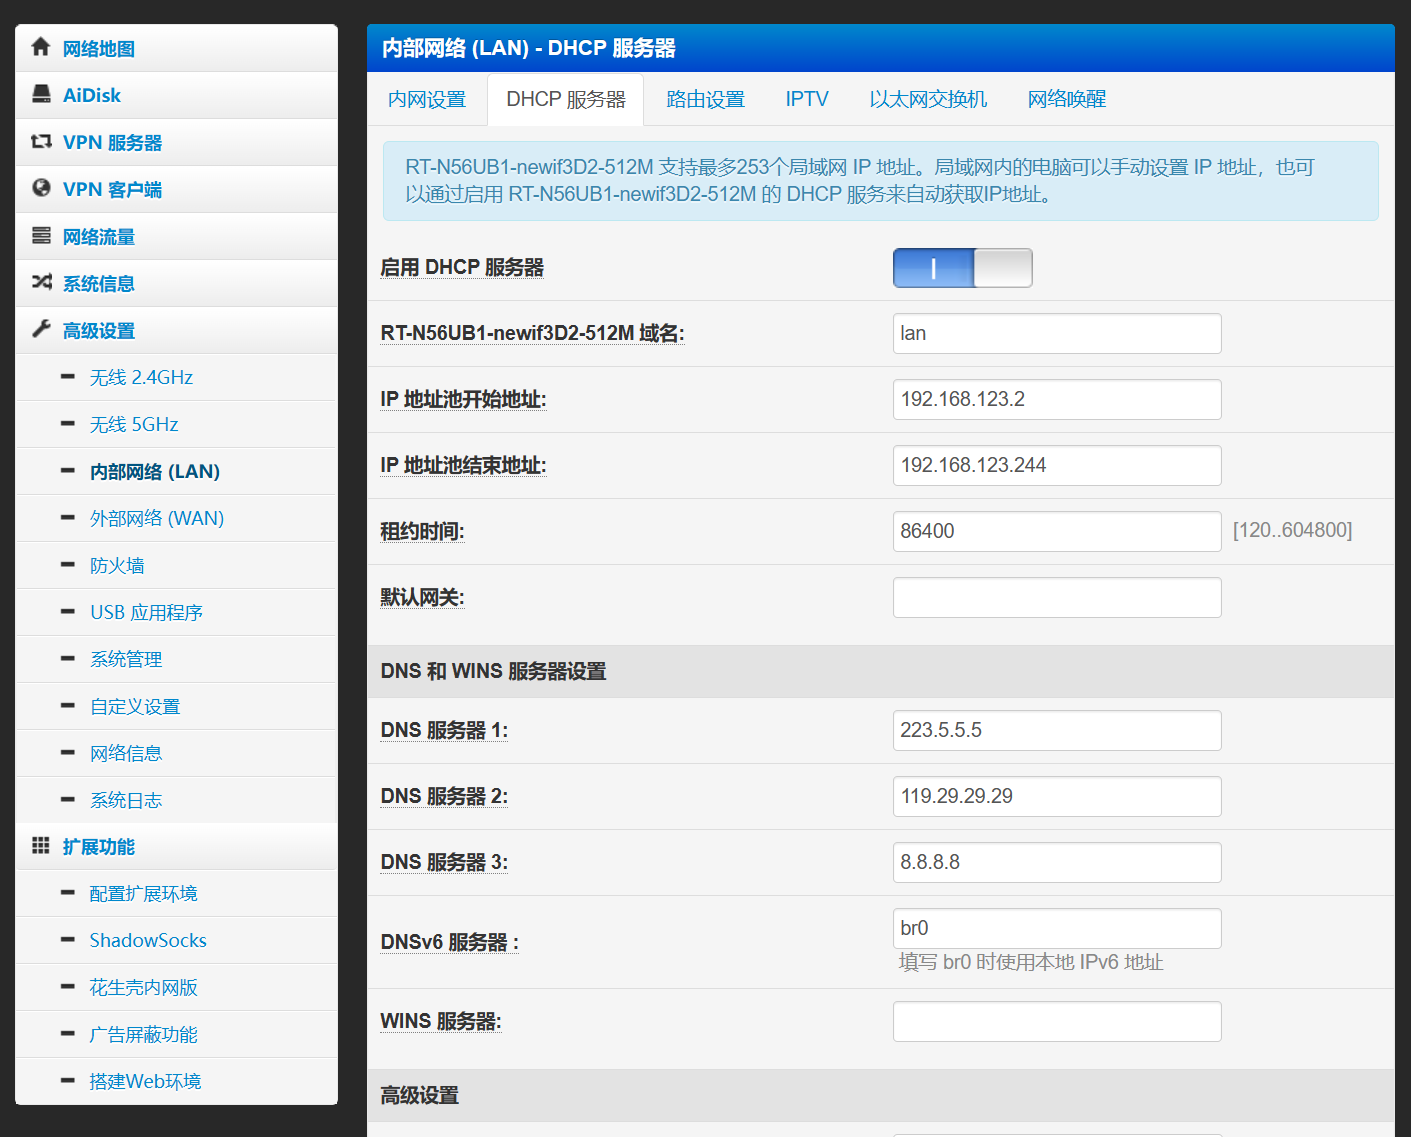 网络地图
AiDisk
VPN 服务器
VPN 客户端
网络流量
系统信息
高级设置
无线 2.4GHz
无线 5GHz
内部网络 (LAN)
外部网络 (WAN)
防火墙
USB 应用程序
系统管理
自定义设置
网络信息
系统日志
扩展功能
配置扩展环境
ShadowSocks
花生壳内网版
广告屏蔽功能
搭建Web环境
内部网络 (LAN) - DHCP 服务器
内网设置 DHCP 服务器 路由设置 IPTV 以太网交换机 网络唤醒
RT-N56UB1-newif3D2-512M 支持最多253个局域网 IP 地址。局域网内的电脑可以手动设置 IP 地址，也可
以通过启用 RT-N56UB1-newif3D2-512M 的 DHCP 服务来自动获取IP地址。
启用 DHCP 服务器
RT-N56UB1-newif3D2-512M 域名: lan
IP 地址池开始地址: 192.168.123.2
IP 地址池结束地址: 192.168.123.244
租约时间: 86400 [120..604800]
默认网关:
DNS 和 WINS 服务器设置
DNS 服务器 1: 223.5.5.5
DNS 服务器 2: 119.29.29.29
DNS 服务器 3: 8.8.8.8
DNSv6 服务器 : br0
填写 br0 时使用本地 IPv6 地址
WINS 服务器:
高级设置